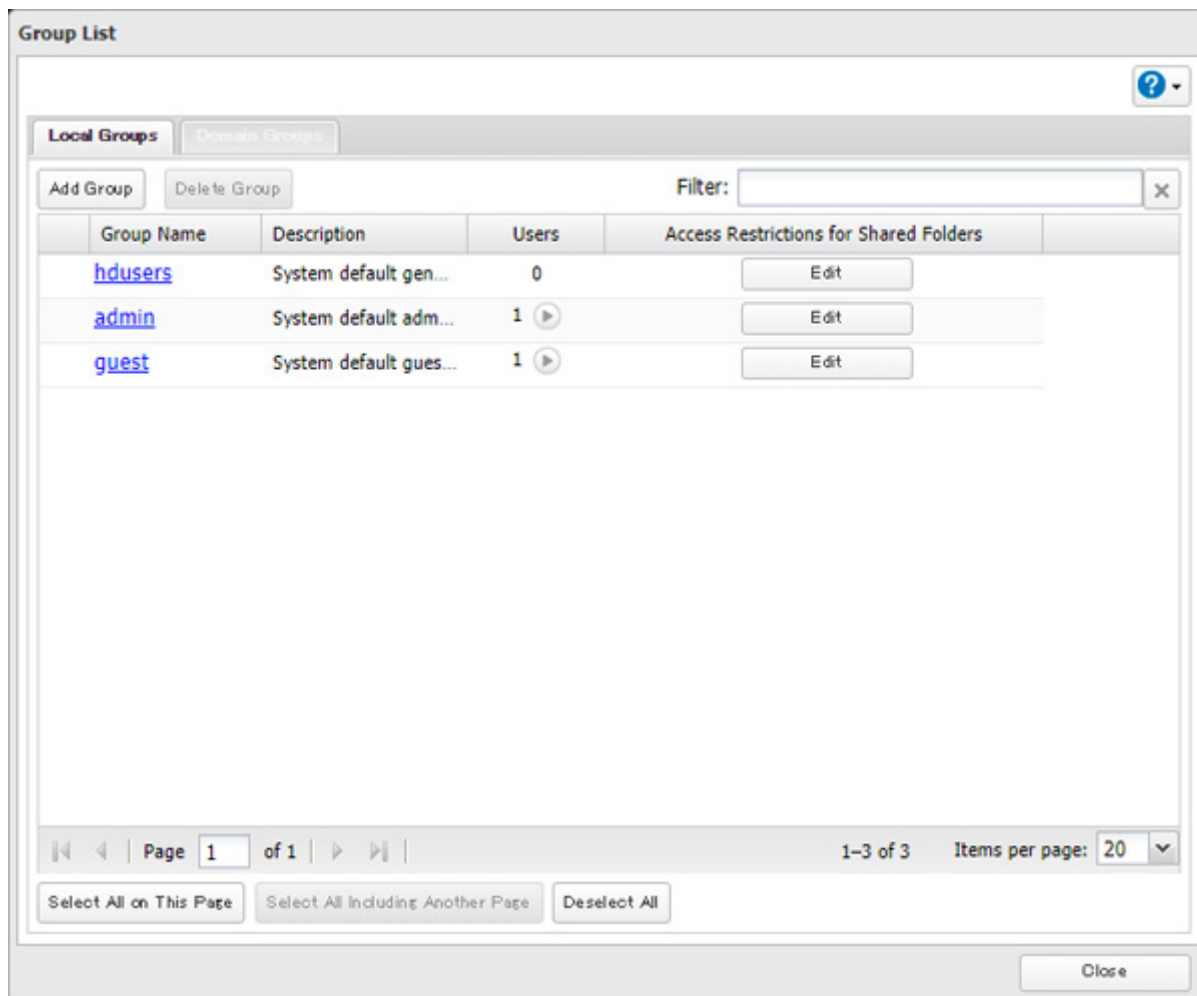 Group List
?
Local Groups Domain Groups
Add Group Delete Group Filter:
Group Name Description Users Access Restrictions for Shared Folders
hdusers System default gen... 0 Edit
admin System default adm... 1 Edit
guest System default gues... 1 Edit
Page 1 of 1 1–3 of 3 Items per page: 20
Select All on This Page Select All Including Another Page Deselect All
Close